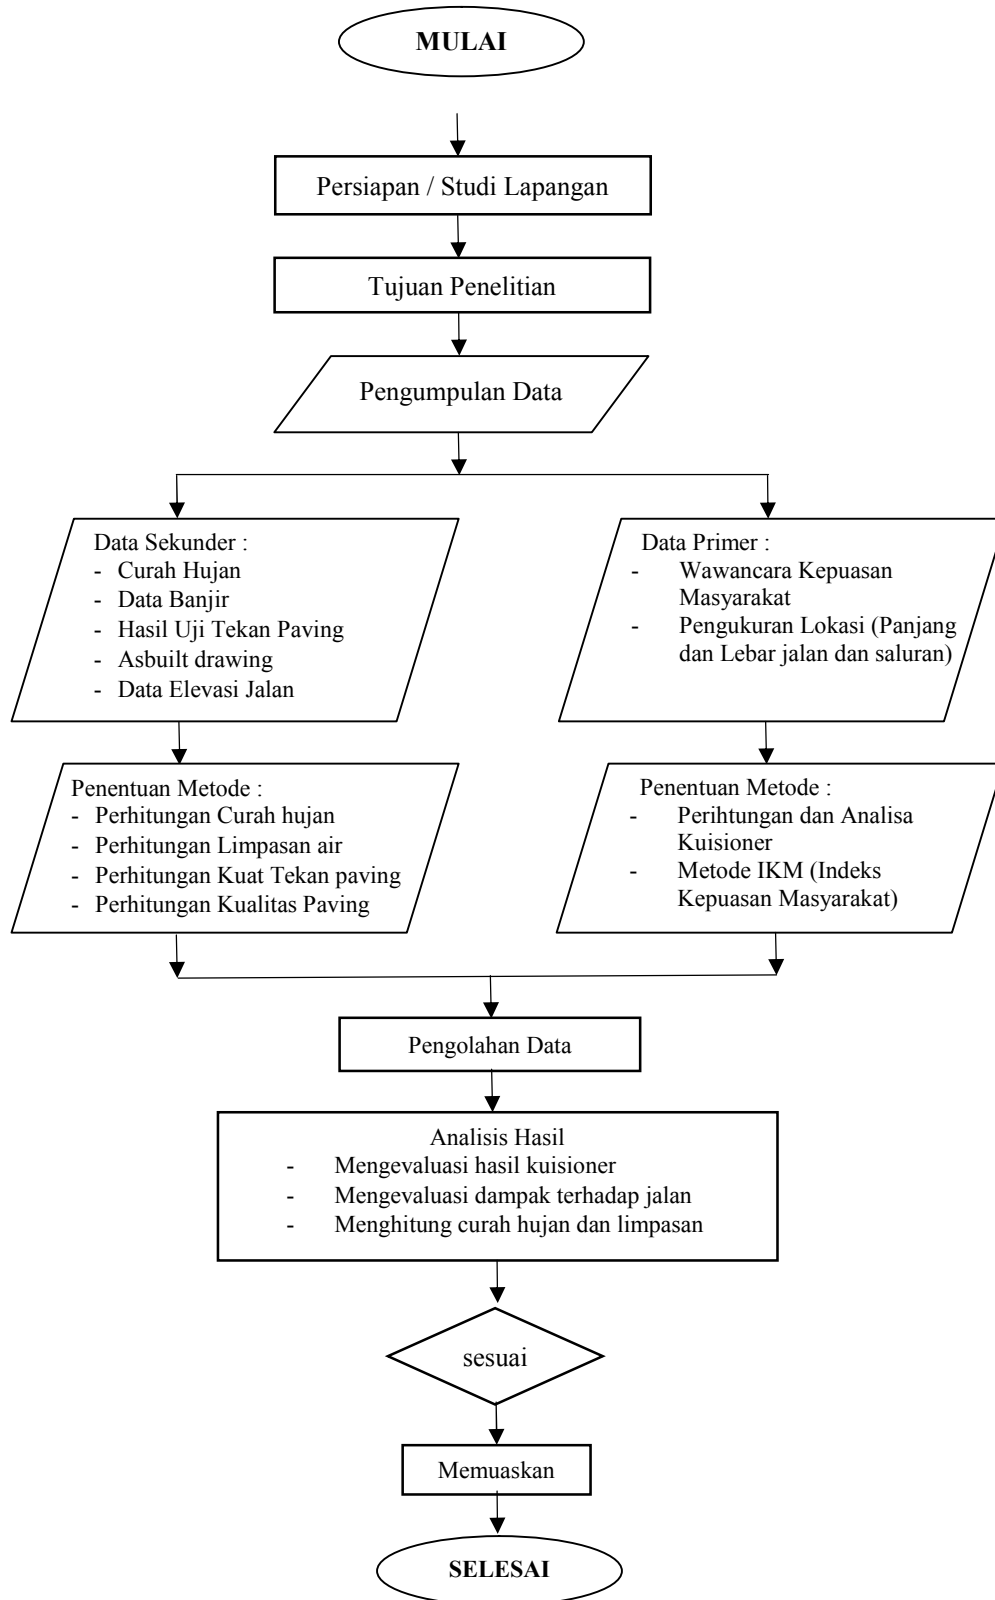 MULAI
Persiapan / Studi Lapangan
Tujuan Penelitian
Pengumpulan Data
Data Sekunder :
- Curah Hujan
- Data Banjir
- Hasil Uji Tekan Paving
- Asbuilt drawing
- Data Elevasi Jalan
Data Primer :
- Wawancara Kepuasan
Masyarakat
- Pengukuran Lokasi (Panjang
dan Lebar jalan dan saluran)
Penentuan Metode :
- Perhitungan Curah hujan
- Perhitungan Limpasan air
- Perhitungan Kuat Tekan paving
- Perhitungan Kualitas Paving
Penentuan Metode :
- Perihtungan dan Analisa
Kuisioner
- Metode IKM (Indeks
Kepuasan Masyarakat)
Pengolahan Data
Analisis Hasil
- Mengevaluasi hasil kuisioner
- Mengevaluasi dampak terhadap jalan
- Menghitung curah hujan dan limpasan
sesuai
Memuaskan
SELESAI